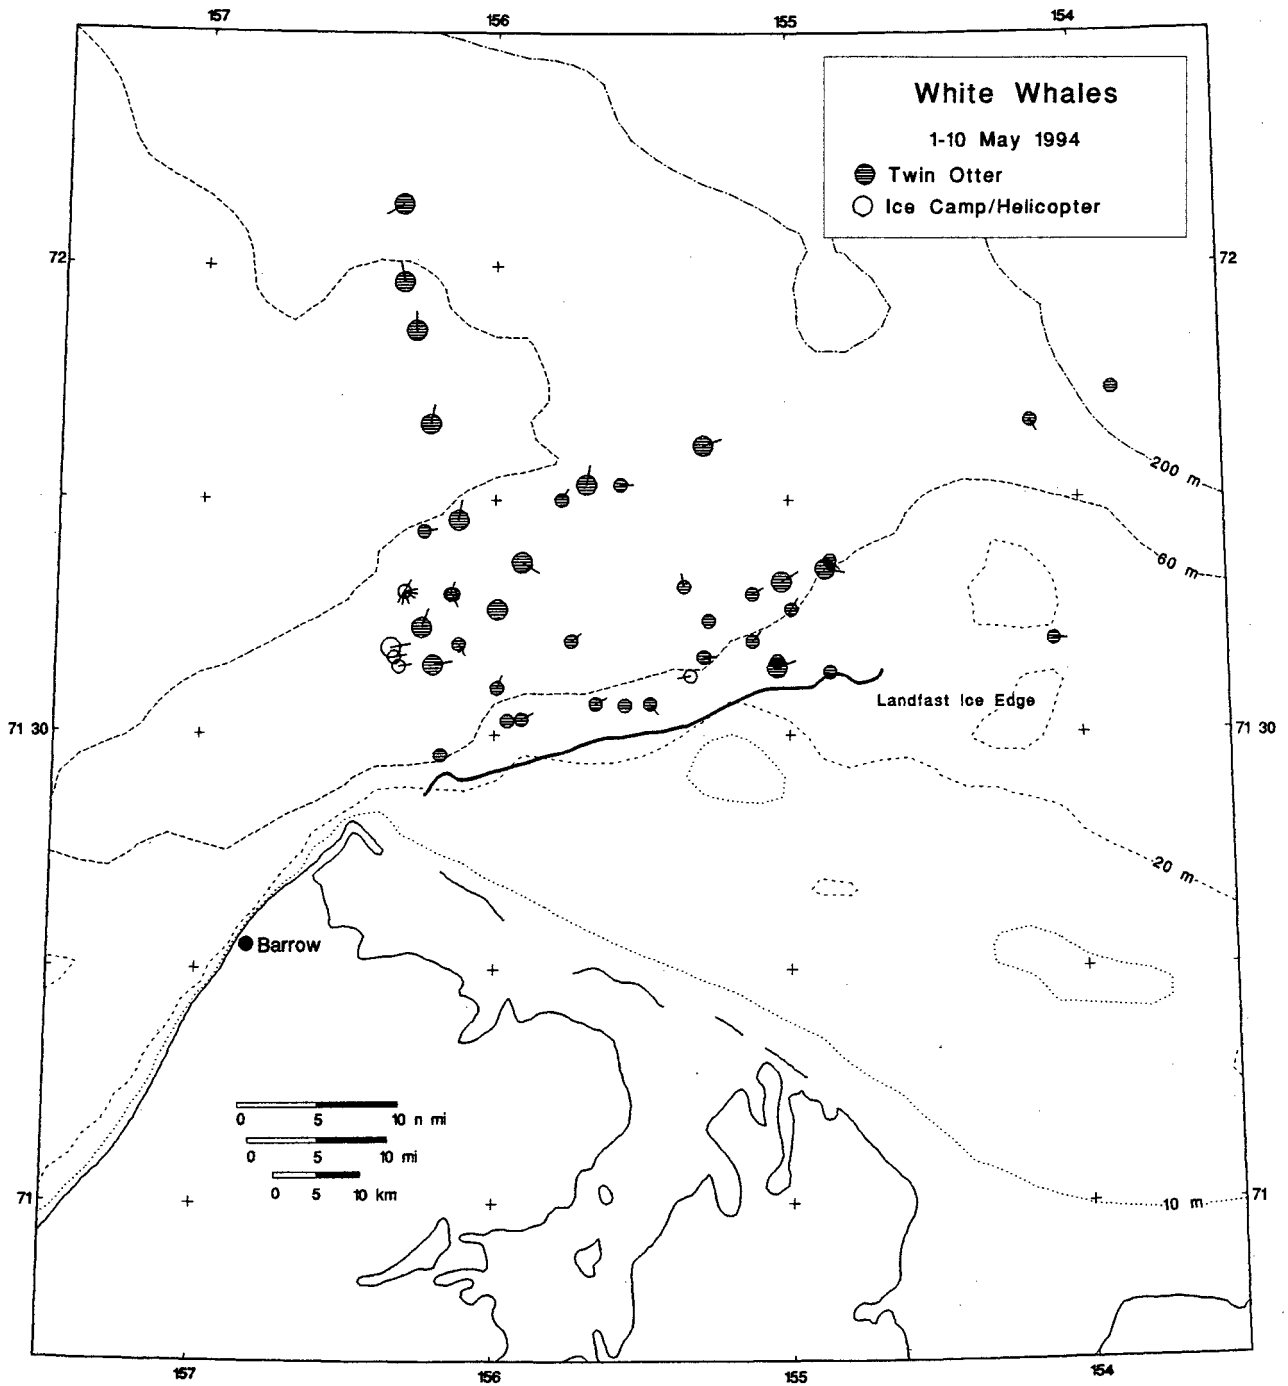 157 156 155 154
White Whales
1-10 May 1994
Twin Otter
Ice Camp/Helicopter
72 72
200 m
60 m
Landfast Ice Edge
71 30 71 30
20 m
Barrow
0 5 10 n mi
0 5 10 mi
0 5 10 km
71 71
10 m
157 156 155 154